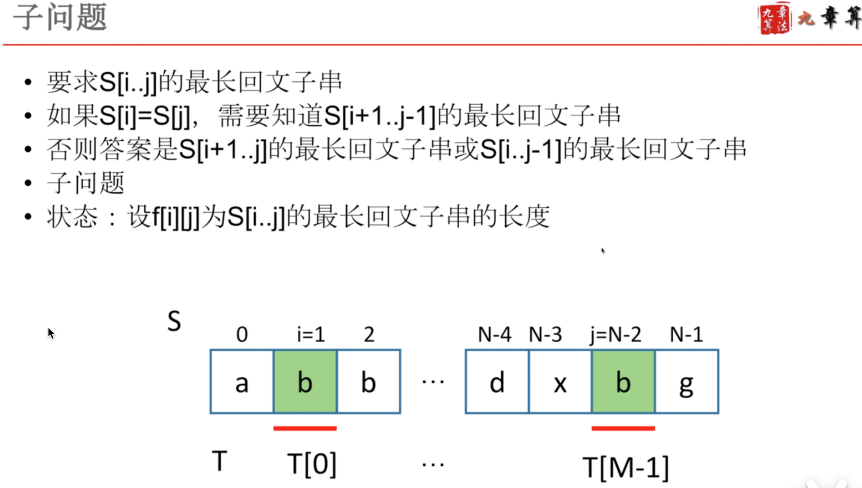 子问题
九章算法 九章算
• 要求S[i..j]的最长回文子串
• 如果S[i]=S[j]，需要知道S[i+1..j-1]的最长回文子串
• 否则答案是S[i+1..j]的最长回文子串或S[i..j-1]的最长回文子串
• 子问题
• 状态：设f[i][j]为S[i..j]的最长回文子串的长度
S
0 i=1 2 N-4 N-3 j=N-2 N-1
a b b … d x b g
T T[0] … T[M-1]